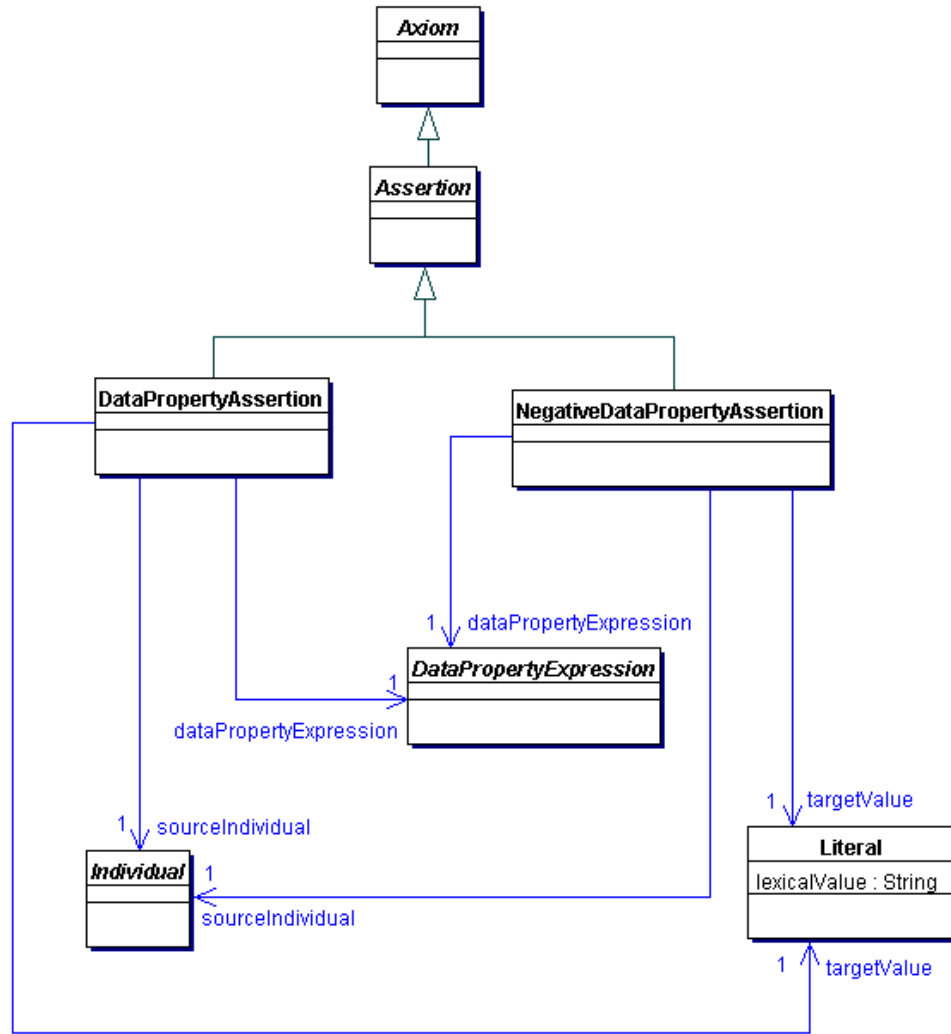 Axiom
Assertion
DataPropertyAssertion
NegativeDataPropertyAssertion
1 dataPropertyExpression
DataPropertyExpression
1
dataPropertyExpression
1 targetValue
1 sourceIndividual
Literal
lexicalValue : String
Individual
1
sourceIndividual
1 targetValue